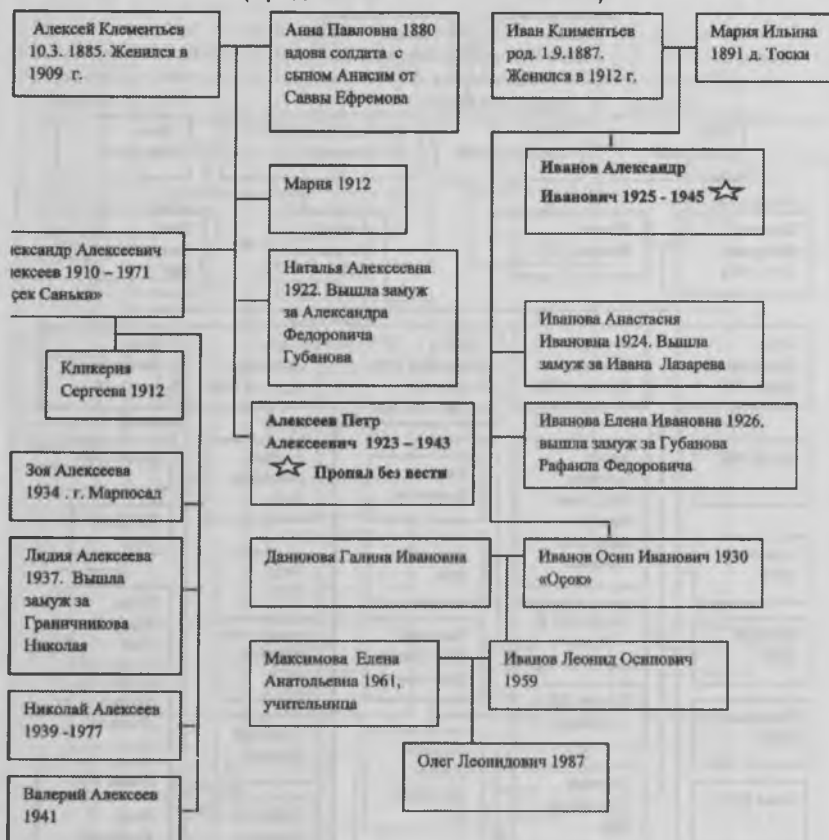 Алексей Клементьев
10.3. 1885. Женился в
1909 г.
Анна Павловна 1880
вдова солдата с
сыном Анисим от
Саввы Ефремова
Иван Климентьев
род. 1.9.1887.
Женился в 1912 г.
Мария Ильина
1891 д. Тоски
Мария 1912
Иванов Александр
Иванович 1925 - 1945
лександр Алексеевич
лексеев 1910 – 1971
çек Саньки»
Наталья Алексеевна
1922. Вышла замуж
за Александра
Федоровича
Губанова
Иванова Анастасия
Ивановна 1924. Вышла
замуж за Ивана Лазарева
Кликерия
Сергеева 1912
Алексеев Петр
Алексеевич 1923 – 1943
Пропал без вести
Иванова Елена Ивановна 1926.
вышла замуж за Губанова
Рафаила Федоровича
Зоя Алексеева
1934 . г. Марпосад
Данилова Галина Ивановна
Иванов Осип Иванович 1930
«Оçок»
Лидия Алексеева
1937. Вышла
замуж за
Граничникова
Николая
Максимова Елена
Анатольевна 1961,
учительница
Иванов Леонид Осипович
1959
Николай Алексеев
1939 -1977
Олег Леонидович 1987
Валерий Алексеев
1941